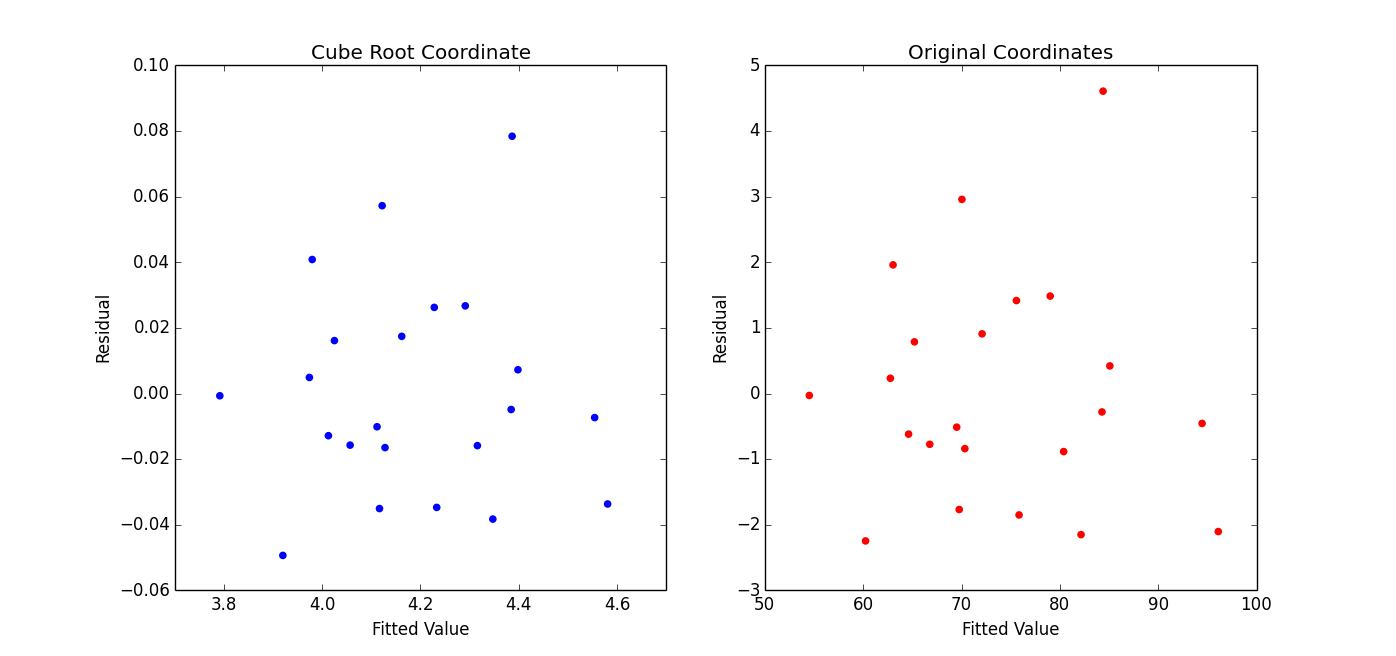 Cube Root Coordinate
0.10
0.08
0.06
0.04
0.02
0.00
−0.02
−0.04
−0.06
3.8 4.0 4.2 4.4 4.6
Residual
Fitted Value
Original Coordinates
5
4
3
2
1
0
−1
−2
−3
50 60 70 80 90 100
Residual
Fitted Value